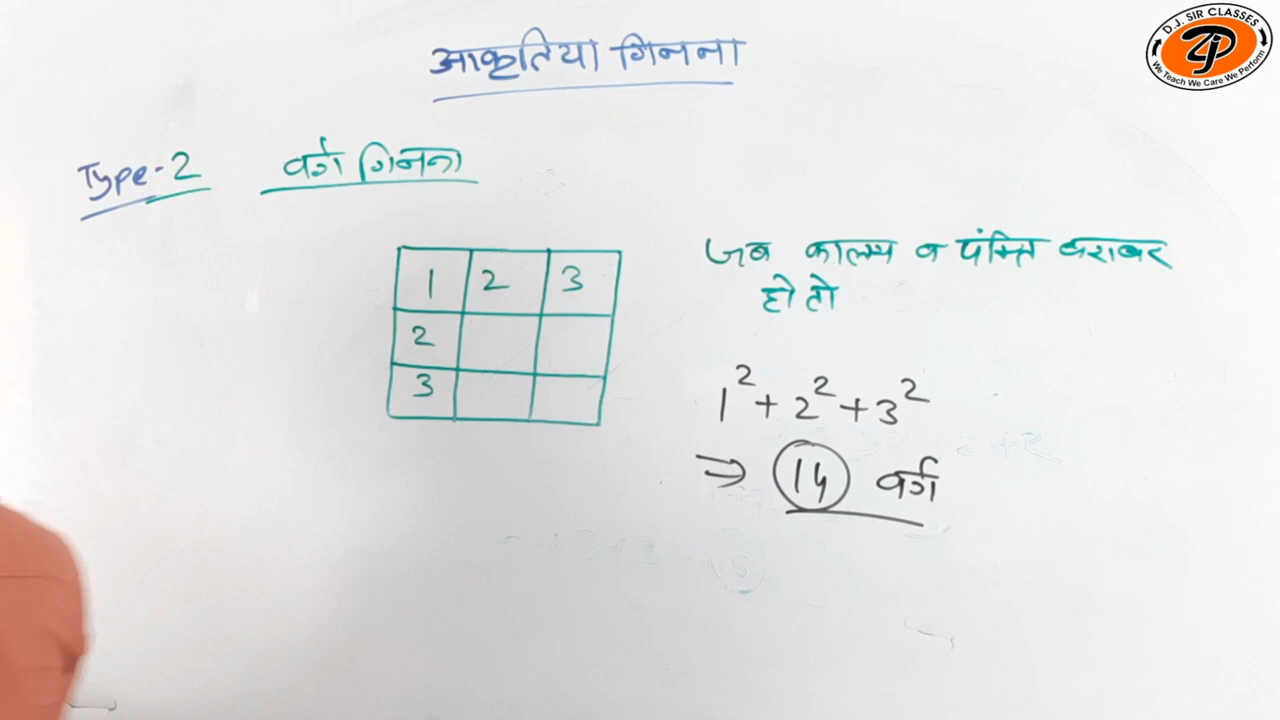 आकृतिया गिनना
D.J. SIR CLASSES
We Teach We Care We Perform
Type-2 वर्ग गिनना
1 2 3
2
3
जब कालम व पंक्ति बराबर
हो तो
1² + 2² + 3²
⇒ 14 वर्ग